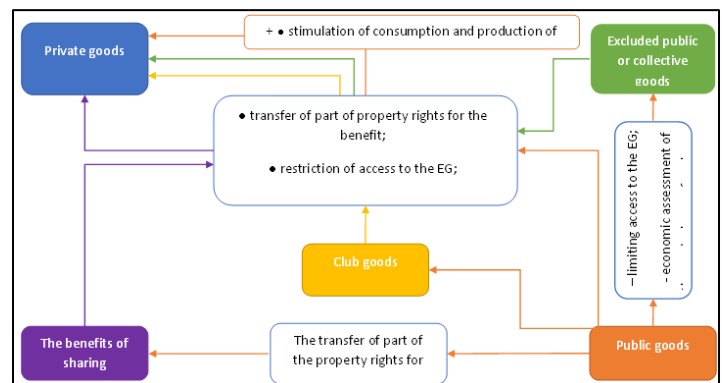 + ● stimulation of consumption and production of
Private goods
Excluded public
or collective
goods
● transfer of part of property rights for the
benefit;
● restriction of access to the EG;
– limiting access to the EG;
- economic assessment of
Club goods
The benefits of
sharing
The transfer of part of
the property rights for
Public goods